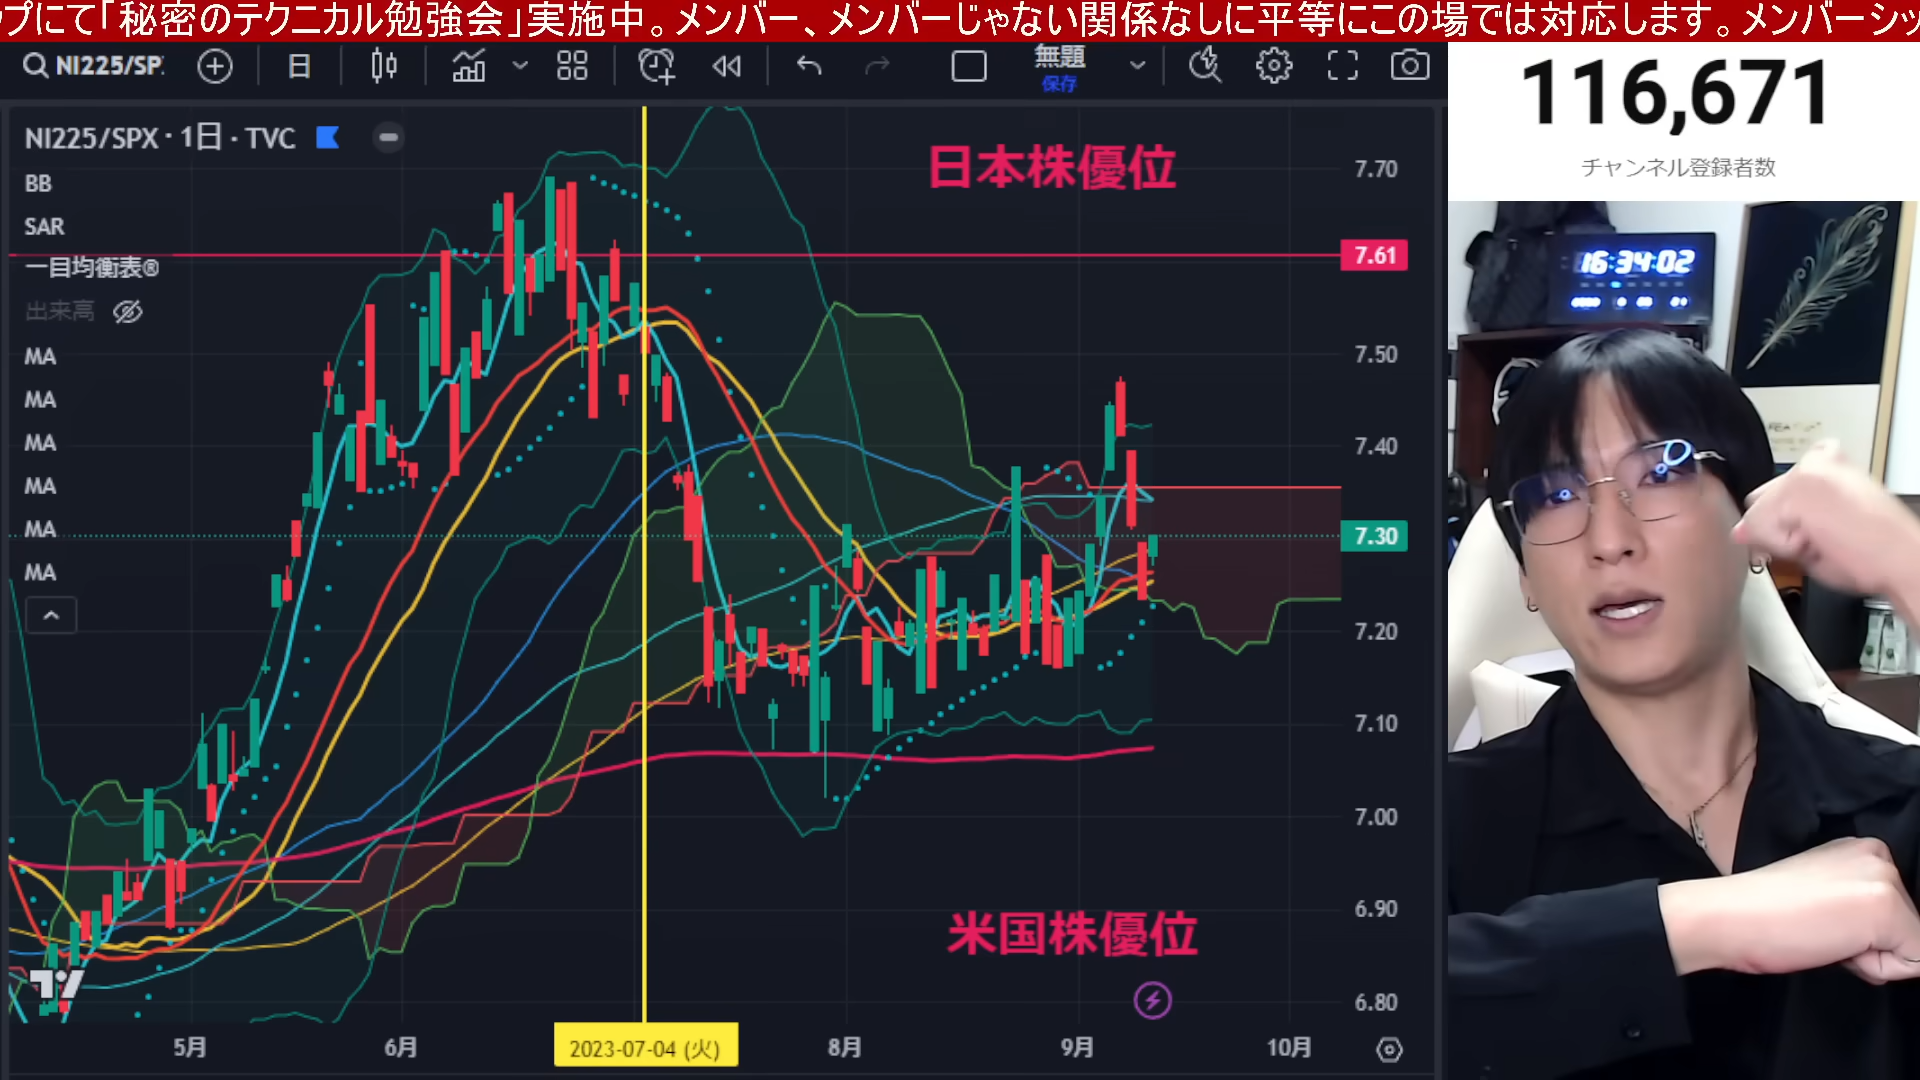 プにて「秘密のテクニカル勉強会」実施中。メンバー、メンバーじゃない関係なしに平等にこの場では対応します。メンバーシッ
NI225/SP
日
無題
保存
116,671
チャンネル登録者数
NI225/SPX · 1日 · TVC
BB
SAR
一目均衡表®
出来高
MA
MA
MA
MA
MA
MA
日本株優位
米国株優位
7.70
7.61
7.50
7.40
7.30
7.20
7.10
7.00
6.90
6.80
5月
6月
2023-07-04 (火)
8月
9月
10月
16:34:02